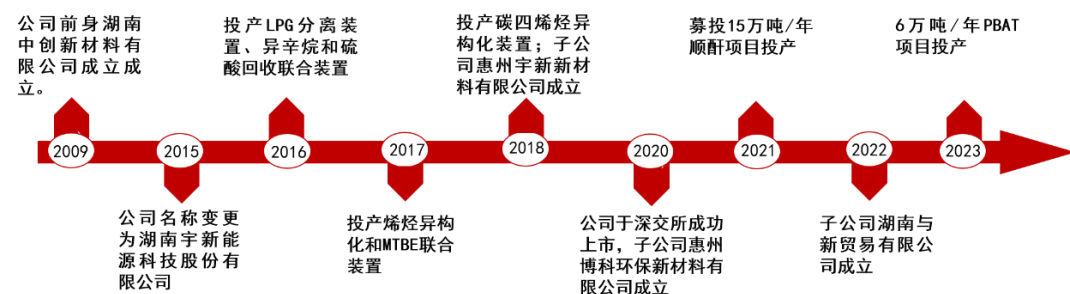 公司前身湖南
中创新材料有
限公司成立成
立。
投产LPG分离装
置、异辛烷和硫
酸回收联合装置
投产碳四烯烃异
构化装置；子公
司惠州宇新新材
料有限公司成立
募投15万吨/年
顺酐项目投产
6万吨/年PBAT
项目投产
2009
2015
2016
2017
2018
2020
2021
2022
2023
公司名称变更
为湖南宇新能
源科技股份有
限公司
投产烯烃异构
化和MTBE联合
装置
公司于深交所成功
上市，子公司惠州
博科环保新材料有
限公司成立
子公司湖南与
新贸易有限公
司成立